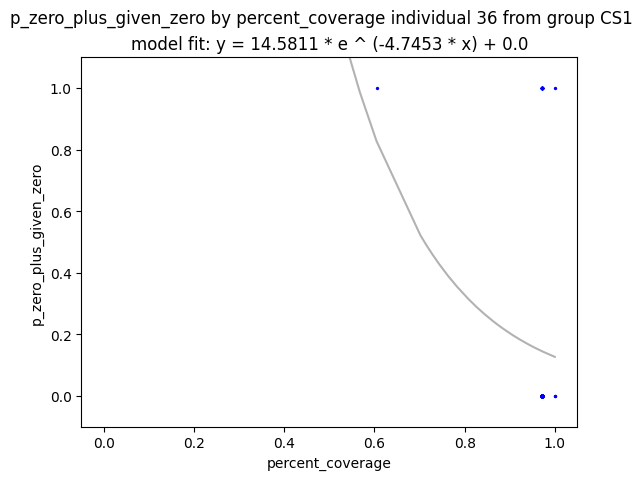 p_zero_plus_given_zero by percent_coverage individual 36 from group CS1
model fit: y = 14.5811 * e ^ (-4.7453 * x) + 0.0
1.0
0.8
0.6
0.4
0.2
0.0
p_zero_plus_given_zero
0.0 0.2 0.4 0.6 0.8 1.0
percent_coverage